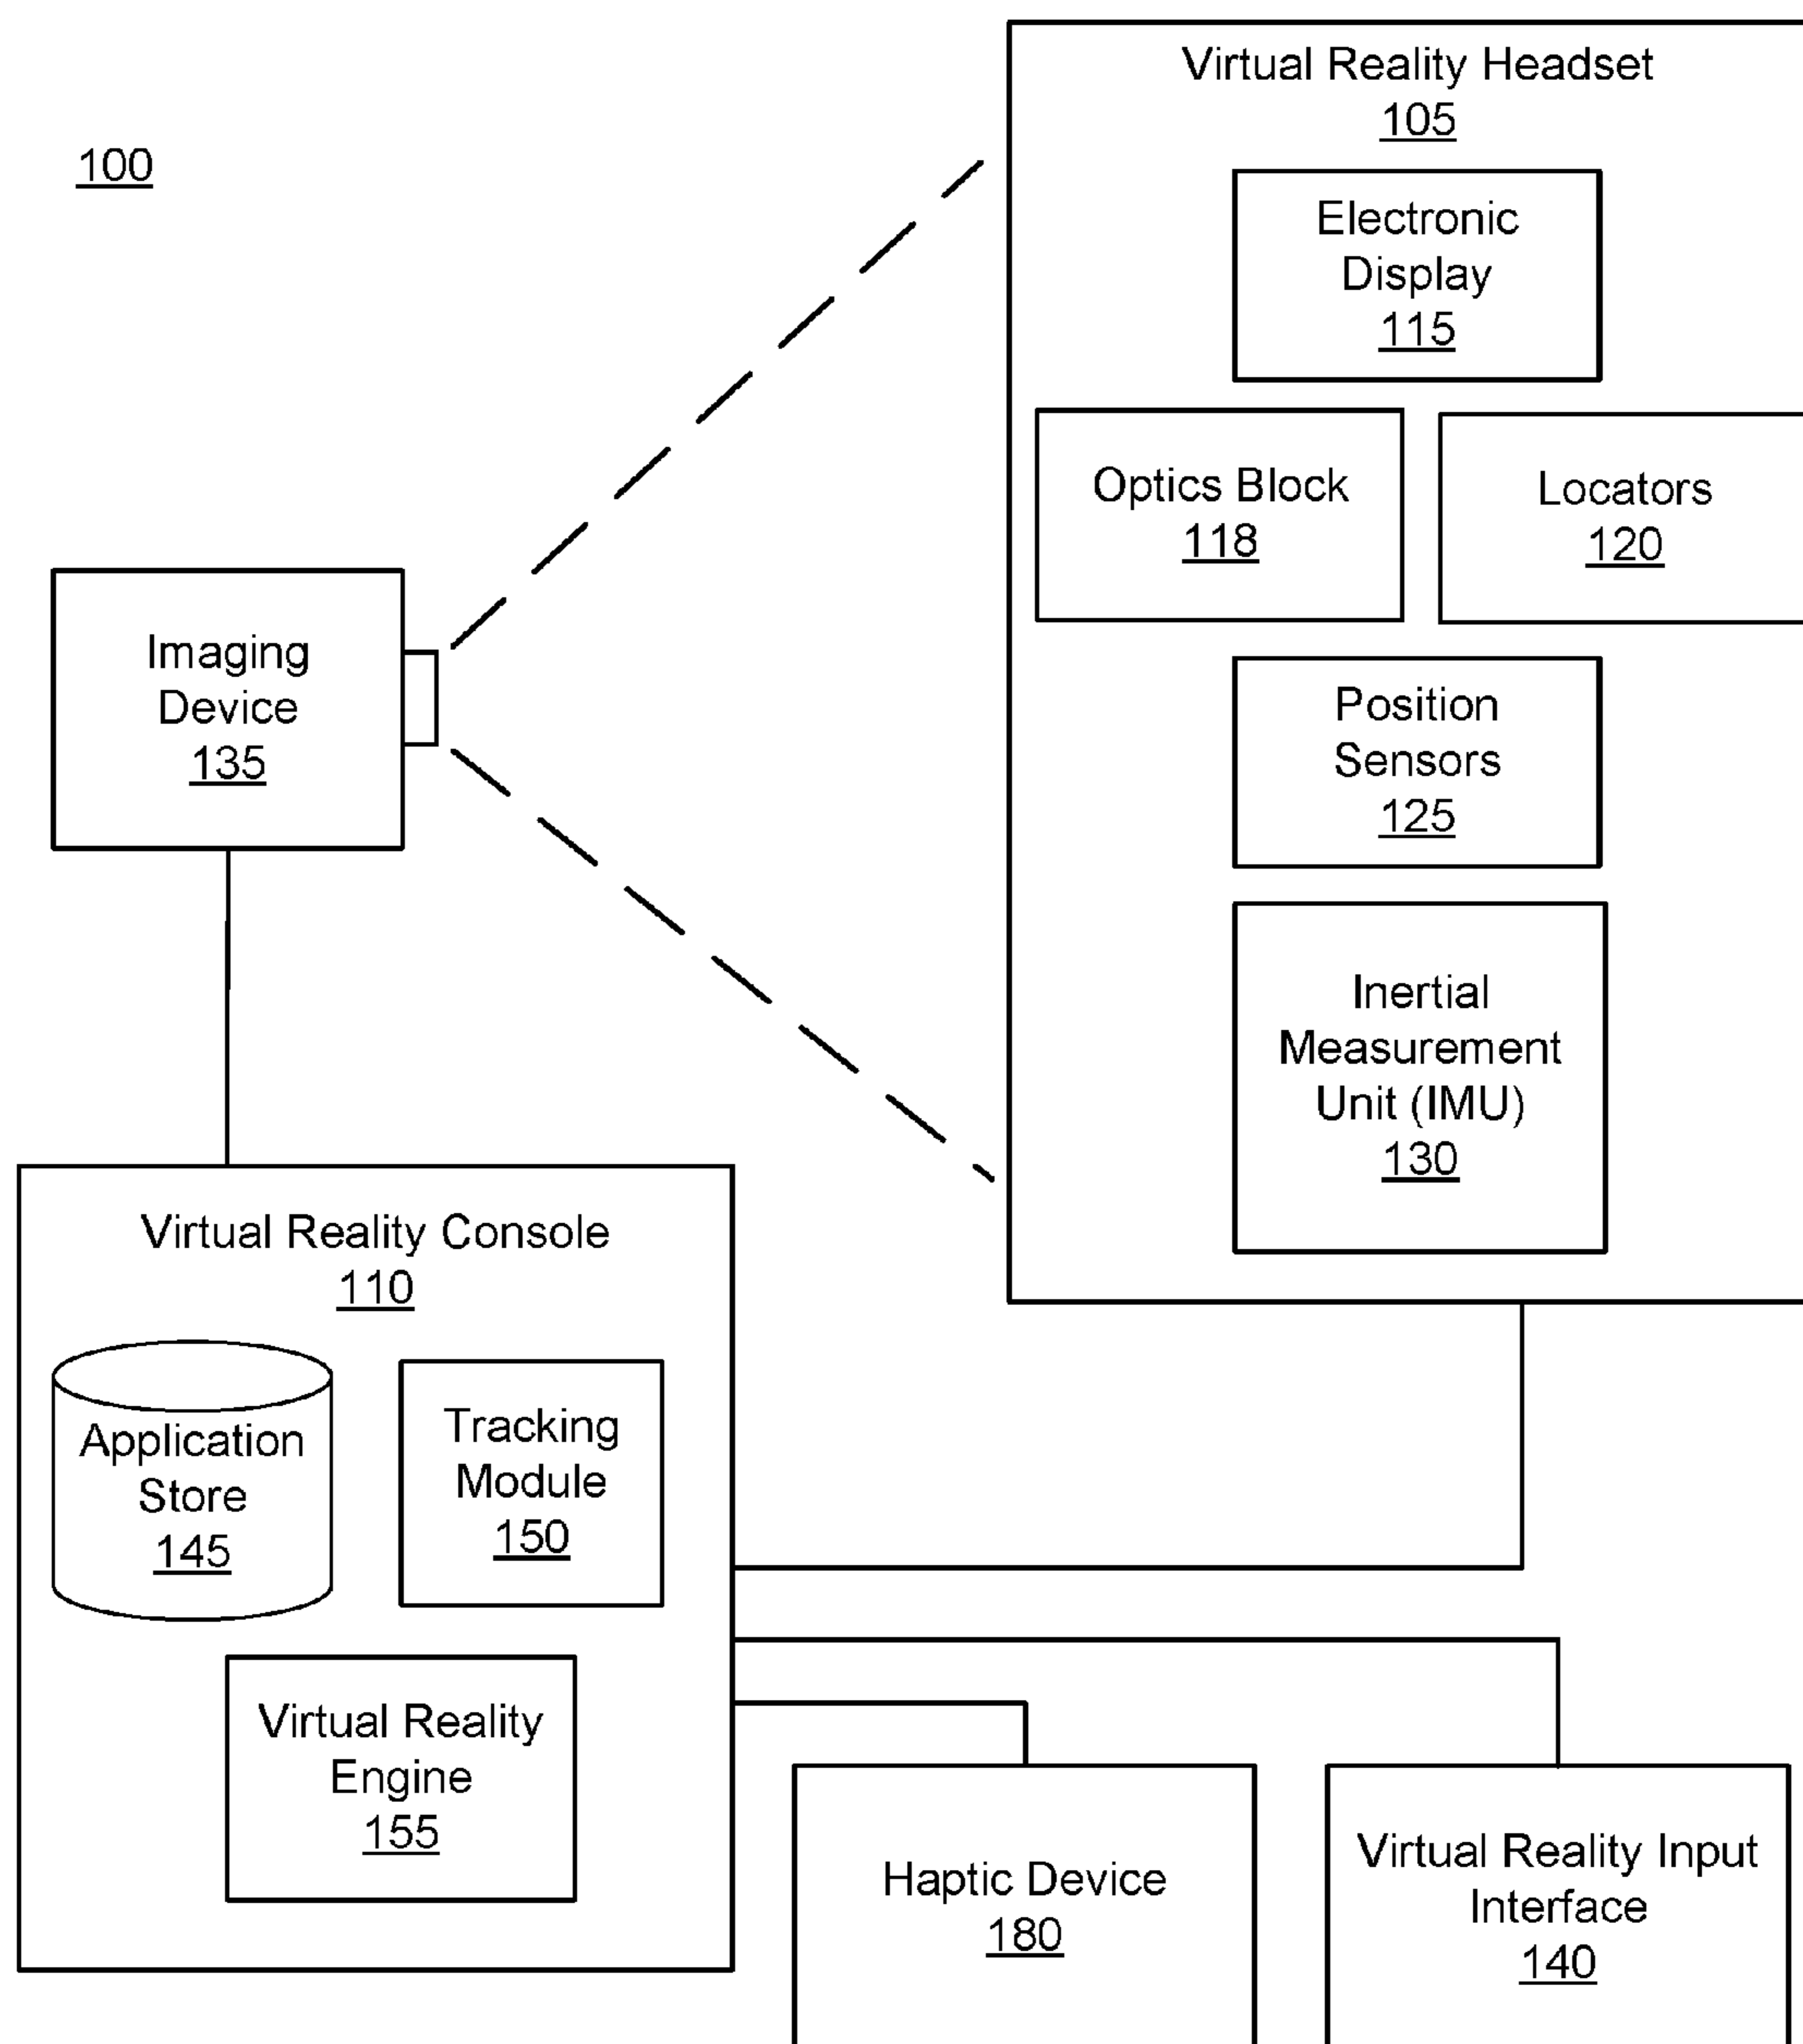 100
Virtual Reality Headset
105
Electronic
Display
115
Optics Block
118
Locators
120
Imaging
Device
135
Position
Sensors
125
Inertial
Measurement
Unit (IMU)
130
Virtual Reality Console
110
Application
Store
145
Tracking
Module
150
Virtual Reality
Engine
155
Haptic Device
180
Virtual Reality Input
Interface
140